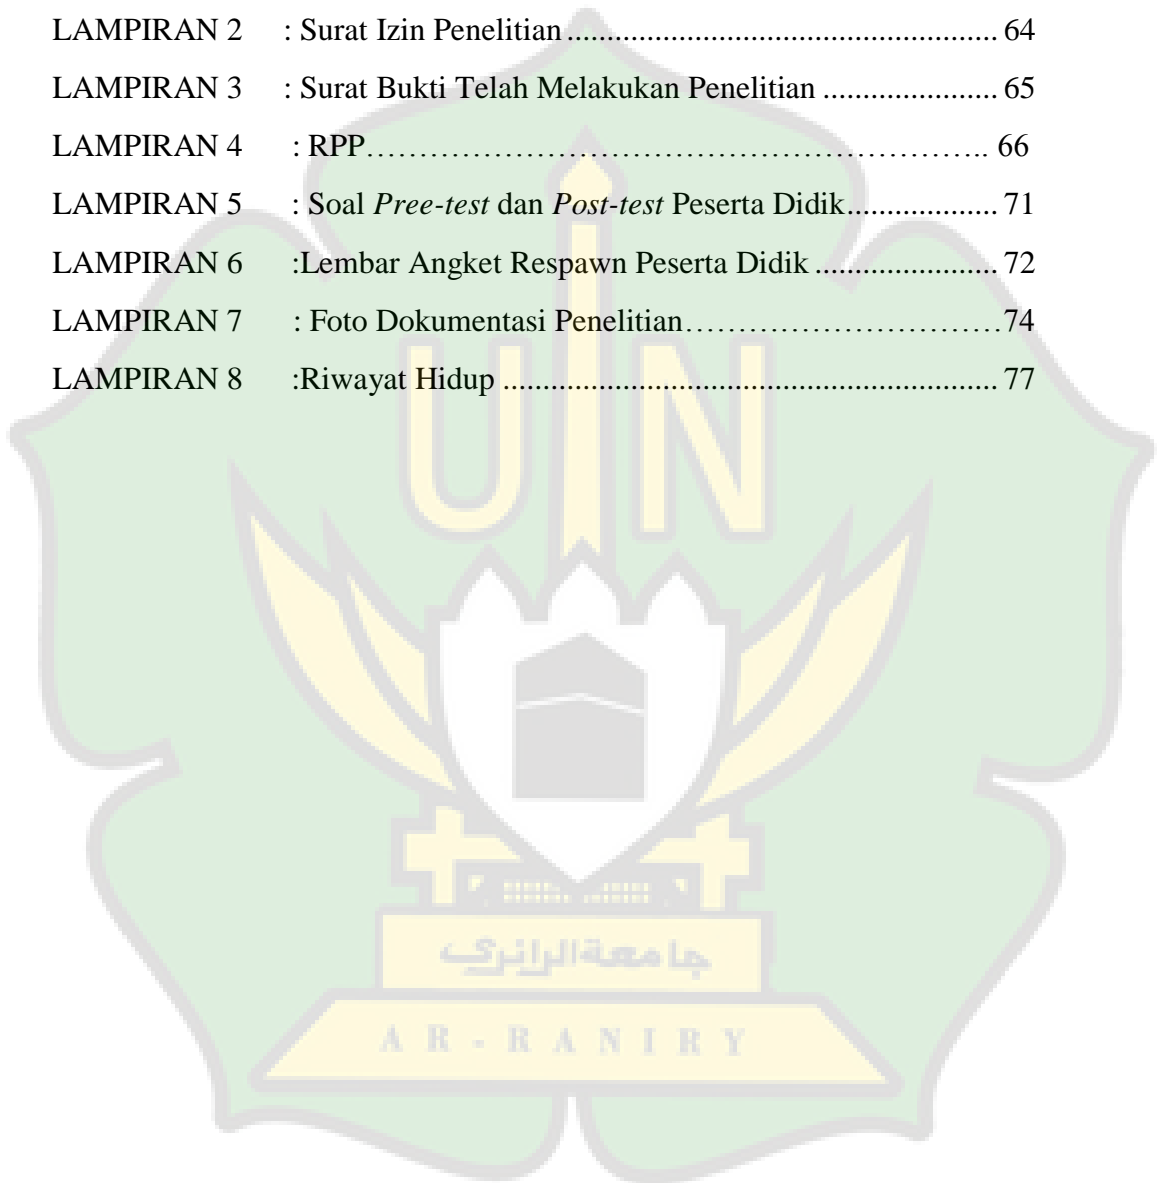 LAMPIRAN 2 : Surat Izin Penelitian ...................................................... 64
LAMPIRAN 3 : Surat Bukti Telah Melakukan Penelitian ...................... 65
LAMPIRAN 4 : RPP……………………………………………………….. 66
LAMPIRAN 5 : Soal Pree-test dan Post-test Peserta Didik................... 71
LAMPIRAN 6 :Lembar Angket Respawn Peserta Didik ....................... 72
LAMPIRAN 7 : Foto Dokumentasi Penelitian…………………………74
LAMPIRAN 8 :Riwayat Hidup .............................................................. 77
UIN
جامعةالرانري
AR-RANIRY